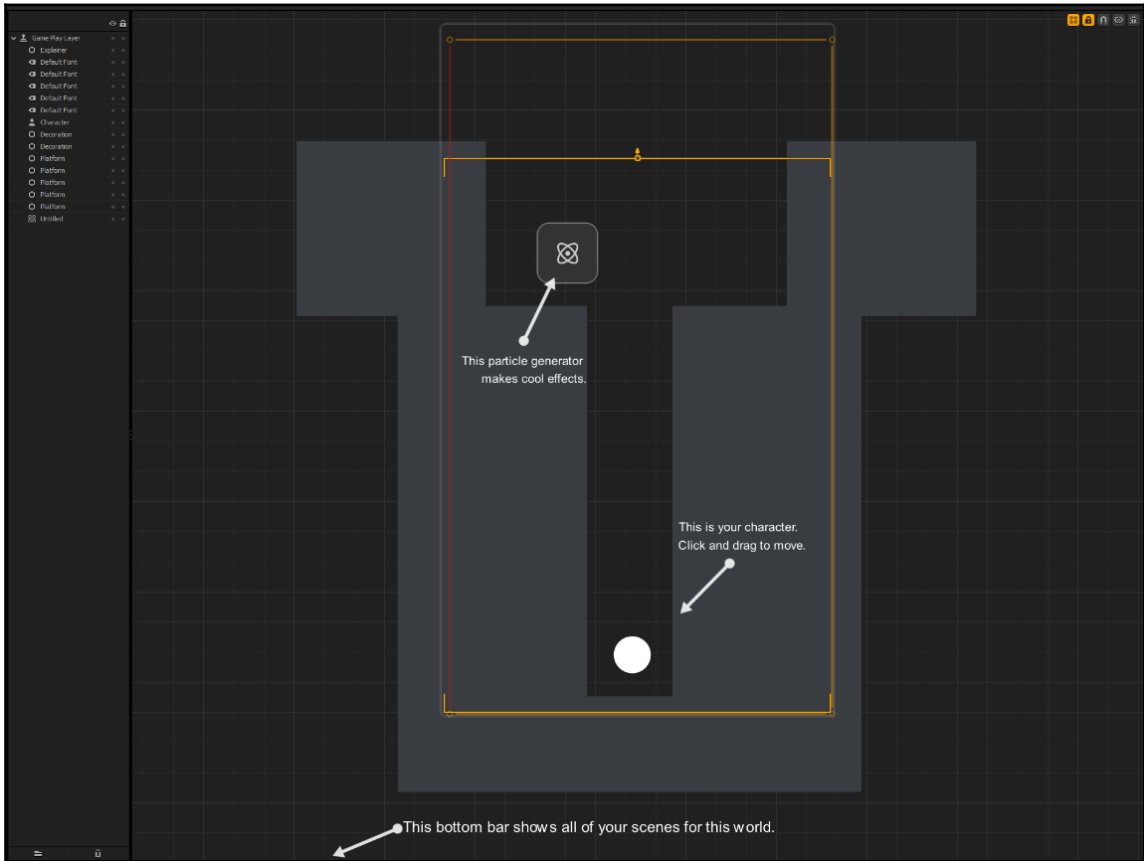 Game Play Layer
Explainer
Default Font
Default Font
Default Font
Default Font
Default Font
Character
Decoration
Decoration
Platform
Platform
Platform
Platform
Platform
Untitled
This particle generator
makes cool effects.
This is your character.
Click and drag to move.
This bottom bar shows all of your scenes for this world.